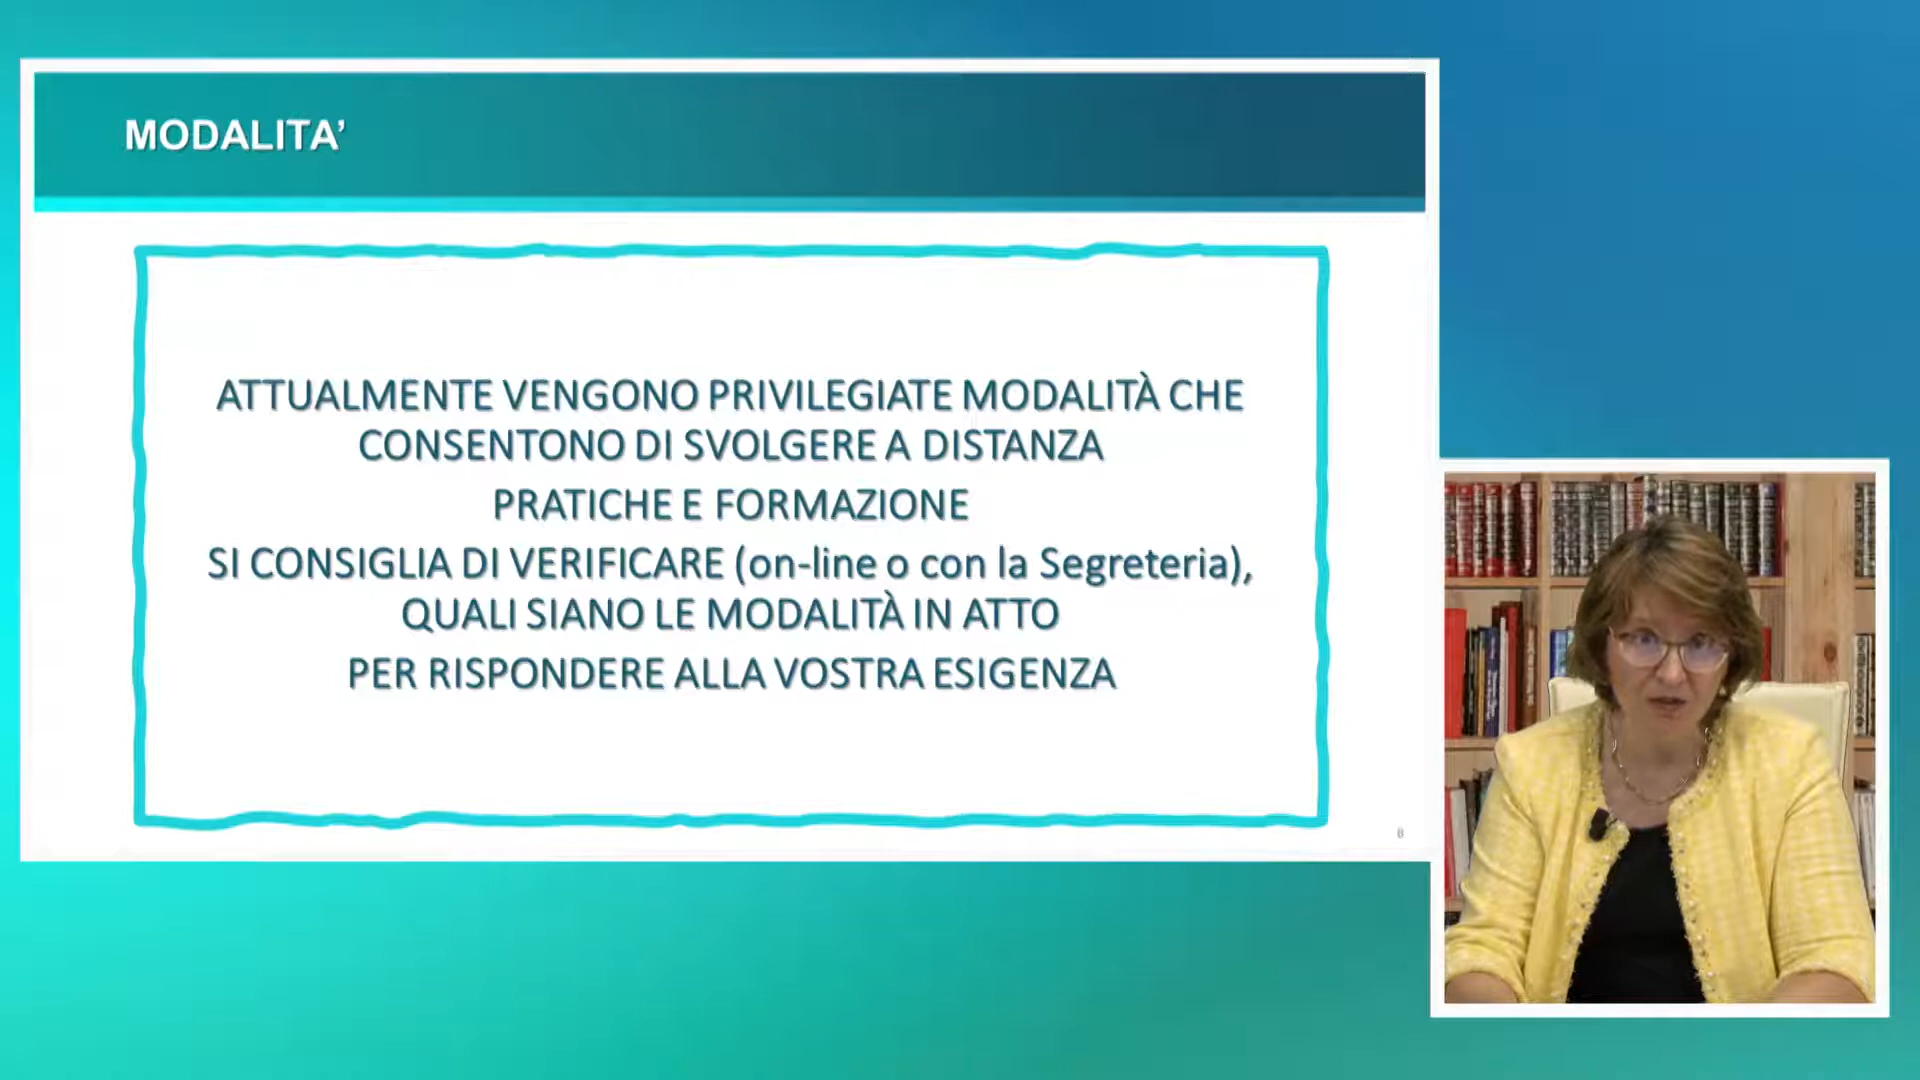 MODALITA’
ATTUALMENTE VENGONO PRIVILEGIATE MODALITÀ CHE
CONSENTONO DI SVOLGERE A DISTANZA
PRATICHE E FORMAZIONE
SI CONSIGLIA DI VERIFICARE (on-line o con la Segreteria),
QUALI SIANO LE MODALITÀ IN ATTO
PER RISPONDERE ALLA VOSTRA ESIGENZA
8